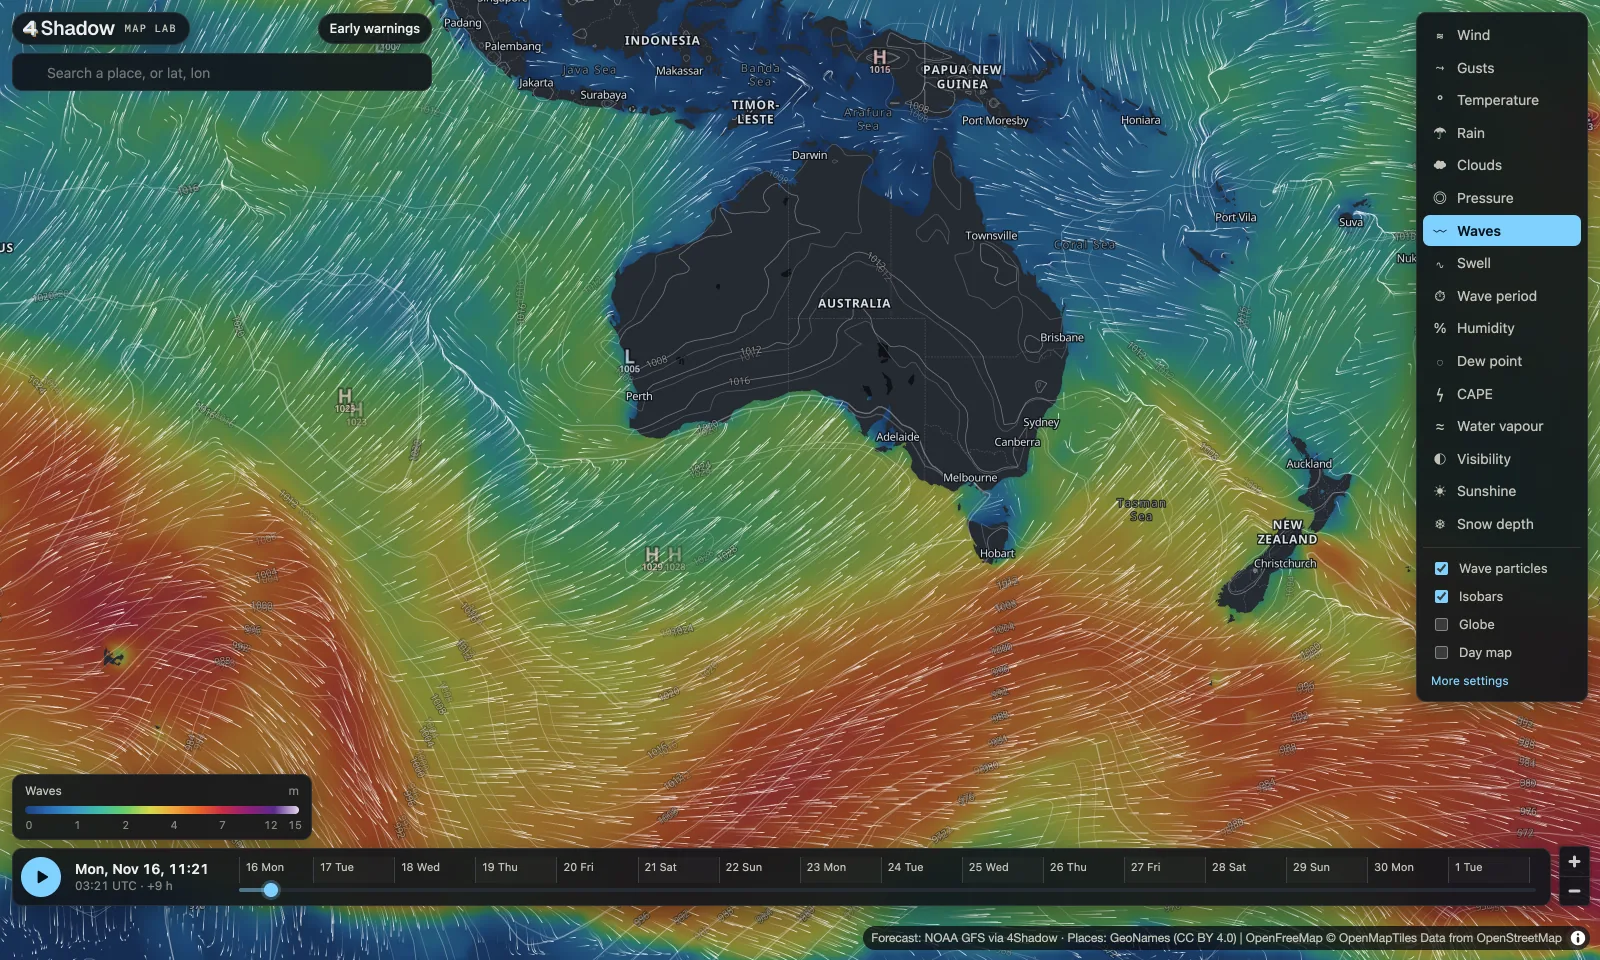 4Shadow MAP LAB
Early warnings
Search a place, or lat, lon
Wind
Gusts
Temperature
Rain
Clouds
Pressure
Waves
Swell
Wave period
Humidity
Dew point
CAPE
Water vapour
Visibility
Sunshine
Snow depth
Wave particles
Isobars
Globe
Day map
More settings
Padang
Palembang
Jakarta
Surabaya
Java Sea
INDONESIA
Makassar
Banda
Sea
TIMOR-
LESTE
H
1015
PAPUA NEW
GUINEA
Arafura
Sea
Port Moresby
Honiara
Darwin
Port Vila
Suva
Townsville
Coral Sea
AUSTRALIA
Brisbane
L
1005
Perth
1008
1012
1016
H
1023
H
1023
Adelaide
Sydney
Canberra
Melbourne
Hobart
Tasman
Sea
Auckland
NEW
ZEALAND
Christchurch
H
1029
H
1028
Waves m
0 1 2 4 7 12 15
Mon, Nov 16, 11:21
03:21 UTC · +9 h
16 Mon 17 Tue 18 Wed 19 Thu 20 Fri 21 Sat 22 Sun 23 Mon 24 Tue 25 Wed 26 Thu 27 Fri 28 Sat 29 Sun 30 Mon 1 Tue
+
−
Forecast: NOAA GFS via 4Shadow · Places: GeoNames (CC BY 4.0) | OpenFreeMap © OpenMapTiles Data from OpenStreetMap